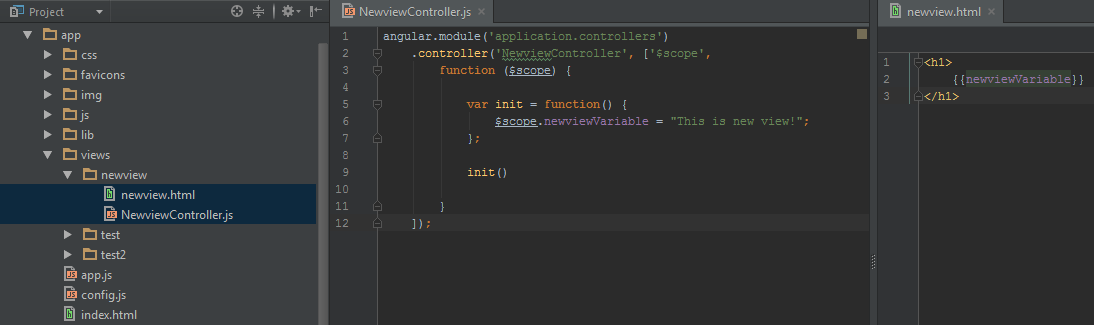 Project
app
css
favicons
img
js
lib
views
newview
newview.html
NewviewController.js
test
test2
app.js
config.js
index.html
NewviewController.js
1 angular.module('application.controllers')
2 .controller('NewviewController', ['$scope',
3 function ($scope) {
4
5 var init = function() {
6 $scope.newviewVariable = "This is new view!";
7 };
8
9 init()
10
11 }
12 ]);
newview.html
1 <h1>
2 {{newviewVariable}}
3 </h1>